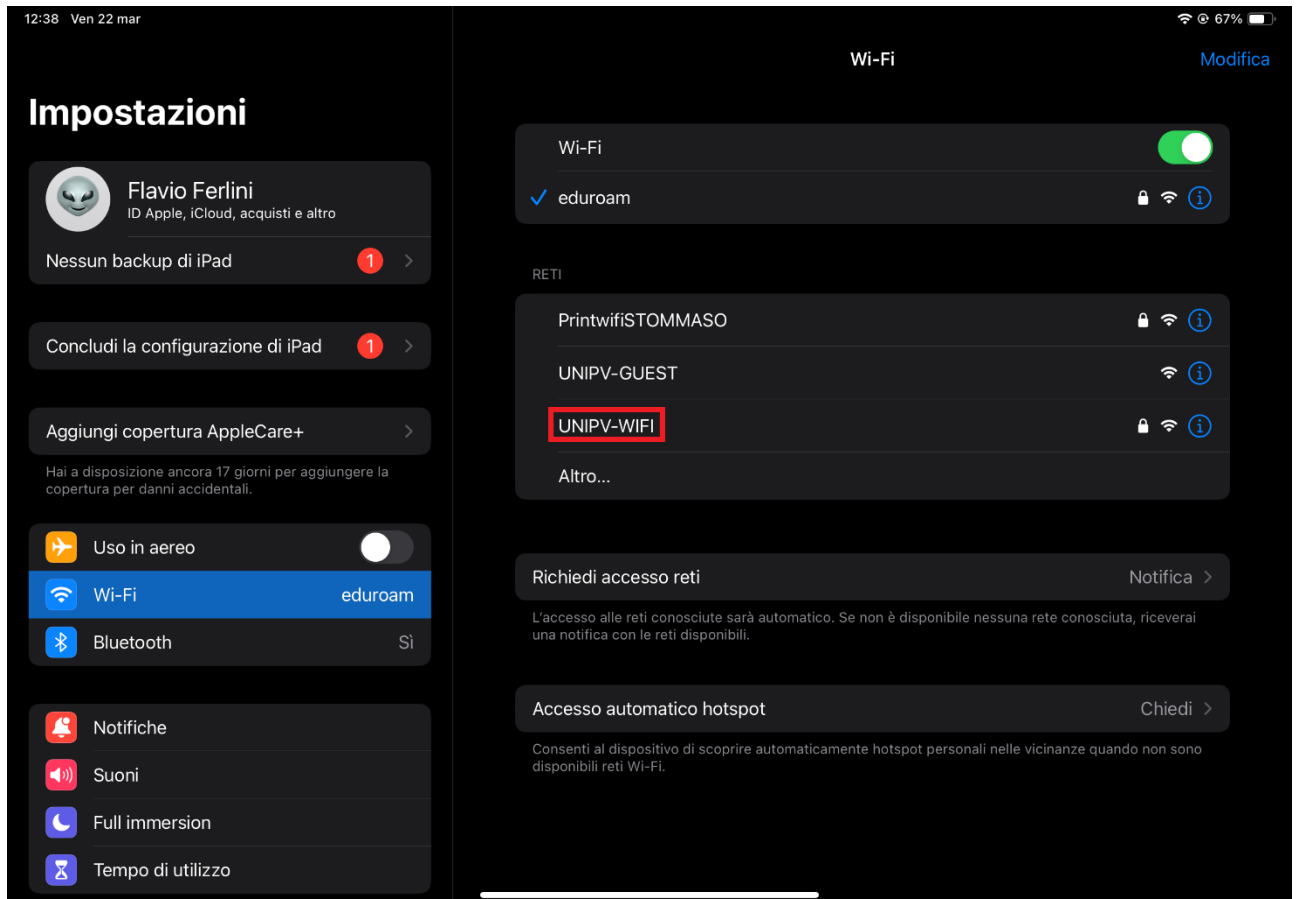 12:38 Ven 22 mar
67%
Impostazioni
Flavio Ferlini
ID Apple, iCloud, acquisti e altro
Nessun backup di iPad
1
Concludi la configurazione di iPad
1
Aggiungi copertura AppleCare+
Hai a disposizione ancora 17 giorni per aggiungere la
copertura per danni accidentali.
Uso in aereo
Wi-Fi eduroam
Bluetooth Sì
Notifiche
Suoni
Full immersion
Tempo di utilizzo
Wi-Fi
Modifica
Wi-Fi
eduroam
RETI
PrintwifiSTOMMASO
UNIPV-GUEST
UNIPV-WIFI
Altro...
Richiedi accesso reti Notifica
L'accesso alle reti conosciute sarà automatico. Se non è disponibile nessuna rete conosciuta, riceverai
una notifica con le reti disponibili.
Accesso automatico hotspot Chiedi
Consenti al dispositivo di scoprire automaticamente hotspot personali nelle vicinanze quando non sono
disponibili reti Wi-Fi.